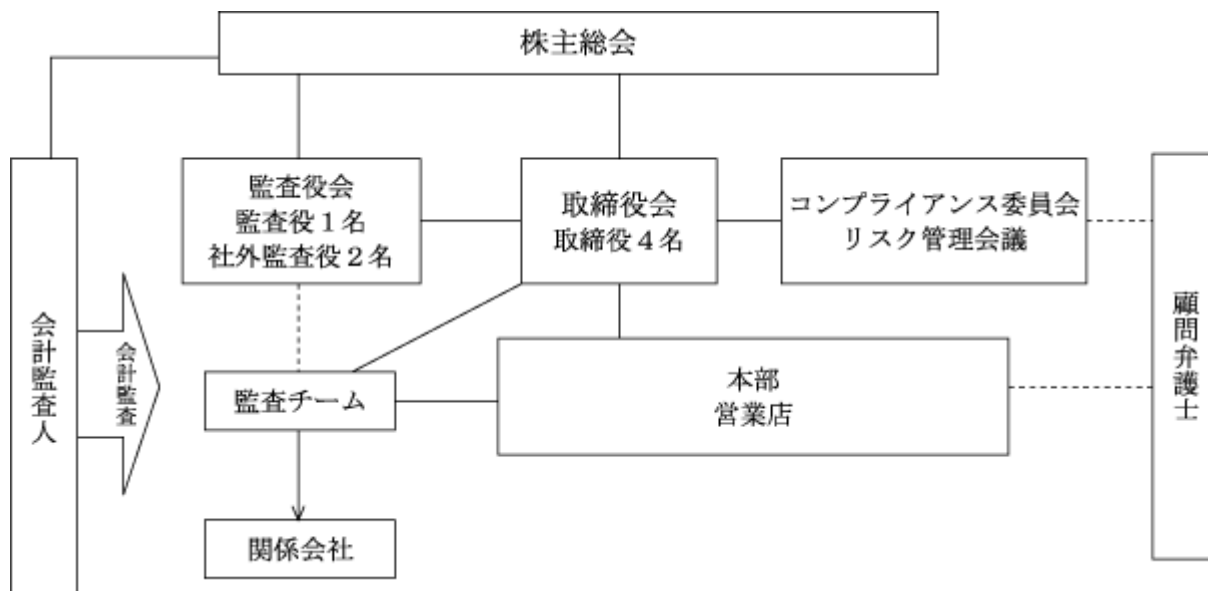 株主総会
監査役会
監査役１名
社外監査役２名
取締役会
取締役４名
コンプライアンス委員会
リスク管理会議
会計監査人
会計監査
顧問弁護士
監査チーム
本部
営業店
関係会社